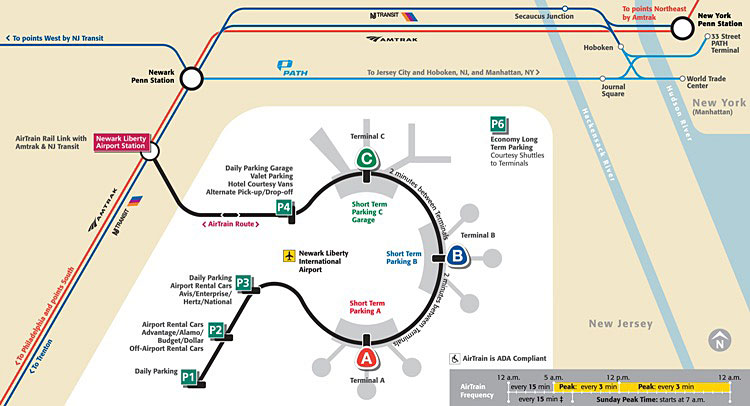 NJTRANSIT
Secaucus Junction
To points Northeast
by Amtrak
New York
Penn Station
AMTRAK
To points West by NJ Transit
Hoboken
33 Street
PATH
Terminal
Newark
Penn Station
PATH
To Jersey City and Hoboken, NJ, and Manhattan, NY >
Journal
Square
World Trade
Center
New York
(Manhattan)
Hudson River
Hackensack River
AirTrain Rail Link with
Amtrak & NJ Transit
Newark Liberty
Airport Station
P6
Economy Long
Term Parking
Courtesy Shuttles
to Terminals
Terminal C
C
Daily Parking Garage
Valet Parking
Hotel Courtesy Vans
Alternate Pick-up/Drop-off
P4
Short Term
Parking C
Garage
2 minutes between Terminals
AMTRAK
NJTRANSIT
< AirTrain Route >
Newark Liberty
International
Airport
Short Term
Parking B
B
Terminal B
Daily Parking
Airport Rental Cars
Avis/Enterprise/
Hertz/National
P3
2 minutes between Terminals
Short Term
Parking A
Airport Rental Cars
Advantage/Alamo/
Budget/Dollar
Off-Airport Rental Cars
P2
A
Terminal A
Daily Parking
P1
To Philadelphia and points South
To Trenton
New Jersey
N
AirTrain is ADA Compliant
12 a.m. 5 a.m. 12 p.m. 12 a.m.
AirTrain
Frequency
every 15 min Peak: every 3 min Peak: every 3 min
every 15 min ‡ Sunday Peak Time: starts at 7 a.m.